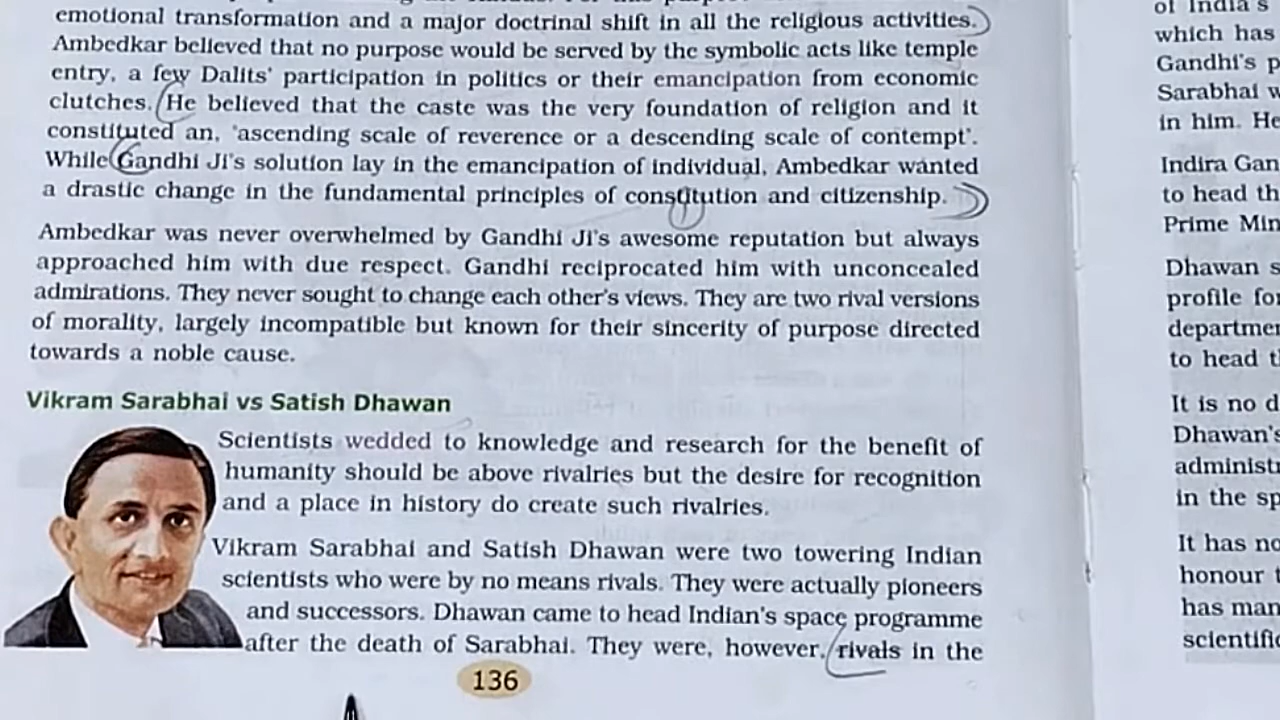 emotional transformation and a major doctrinal shift in all the religious activities.
Ambedkar believed that no purpose would be served by the symbolic acts like temple
entry, a few Dalits' participation in politics or their emancipation from economic
clutches. He believed that the caste was the very foundation of religion and it
constituted an, 'ascending scale of reverence or a descending scale of contempt'.
While Gandhi Ji's solution lay in the emancipation of individual, Ambedkar wanted
a drastic change in the fundamental principles of constitution and citizenship.
Ambedkar was never overwhelmed by Gandhi Ji's awesome reputation but always
approached him with due respect. Gandhi reciprocated him with unconcealed
admirations. They never sought to change each other's views. They are two rival versions
of morality, largely incompatible but known for their sincerity of purpose directed
towards a noble cause.
Vikram Sarabhai vs Satish Dhawan
Scientists wedded to knowledge and research for the benefit of
humanity should be above rivalries but the desire for recognition
and a place in history do create such rivalries.
Vikram Sarabhai and Satish Dhawan were two towering Indian
scientists who were by no means rivals. They were actually pioneers
and successors. Dhawan came to head Indian's space programme
after the death of Sarabhai. They were, however, rivals in the
136
of India's
which has
Gandhi's p
Sarabhai w
in him. He
Indira Gan
to head th
Prime Min
Dhawan s
profile for
departmen
to head t
It is no d
Dhawan's
administr
in the sp
It has no
honour t
has man
scientific